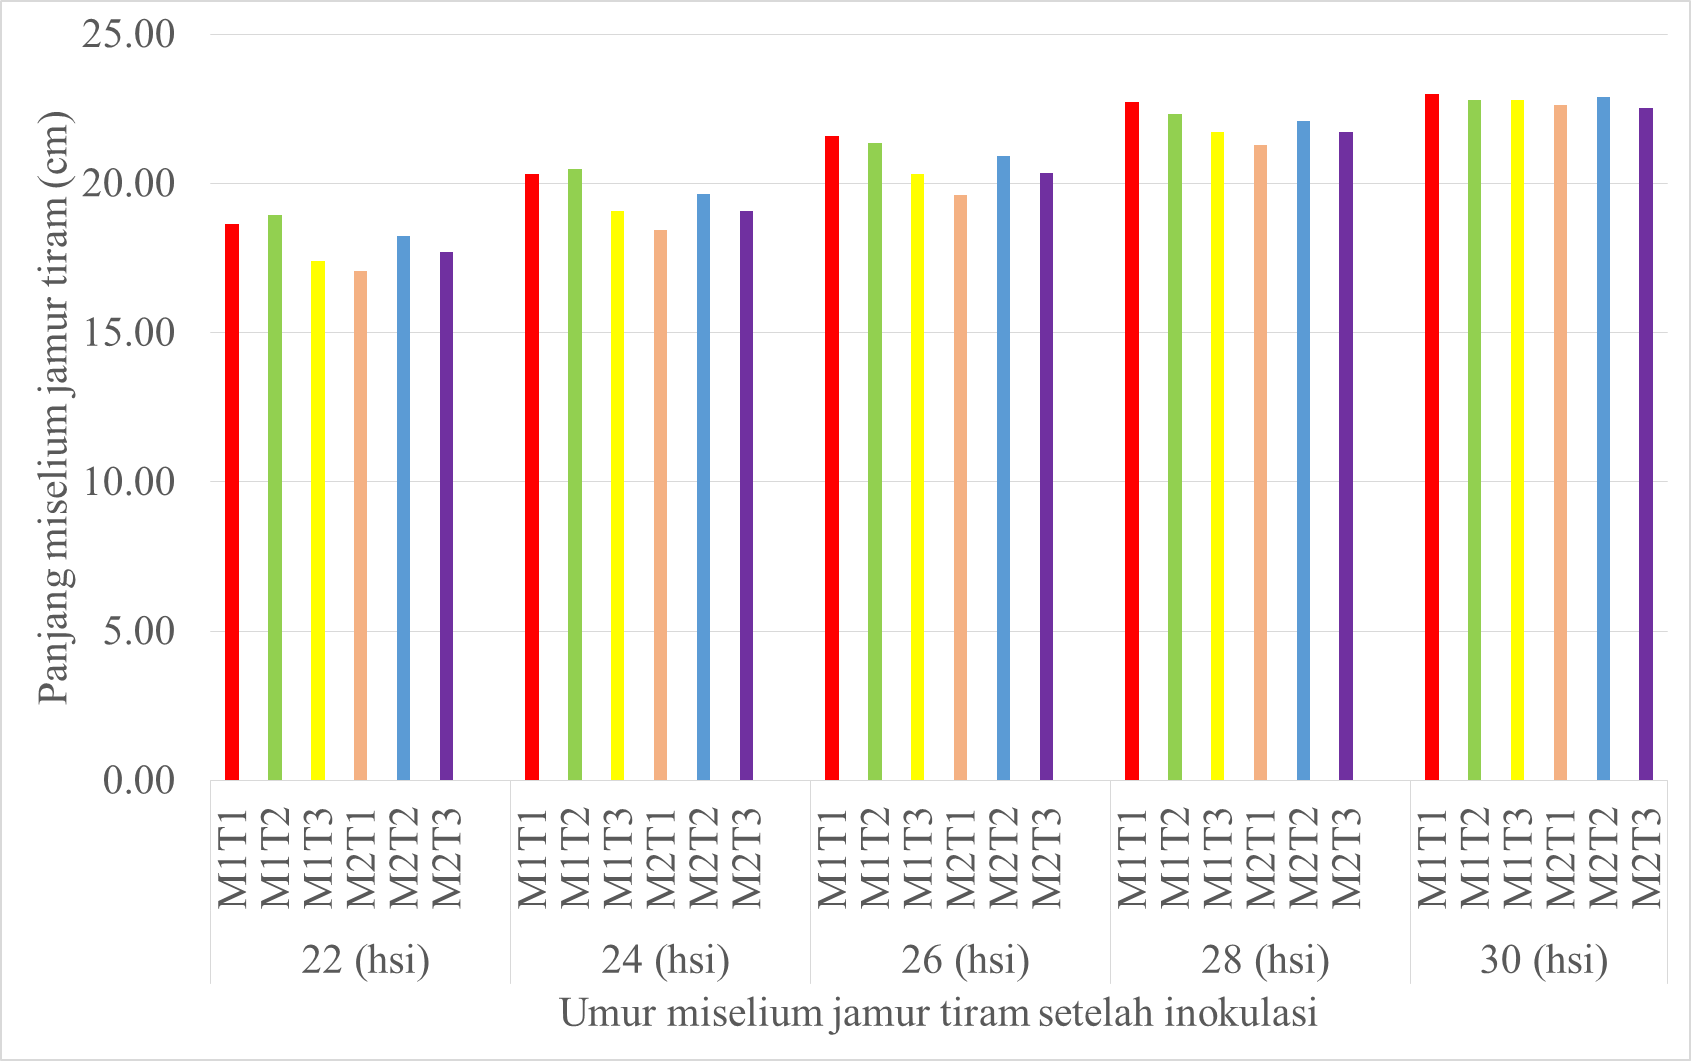 25.00
20.00
15.00
10.00
5.00
0.00
Panjang miselium jamur tiram (cm)
M1T1 M1T2 M1T3 M2T1 M2T2 M2T3 M1T1 M1T2 M1T3 M2T1 M2T2 M2T3 M1T1 M1T2 M1T3 M2T1 M2T2 M2T3 M1T1 M1T2 M1T3 M2T1 M2T2 M2T3 M1T1 M1T2 M1T3 M2T1 M2T2 M2T3
22 (hsi) 24 (hsi) 26 (hsi) 28 (hsi) 30 (hsi)
Umur miselium jamur tiram setelah inokulasi